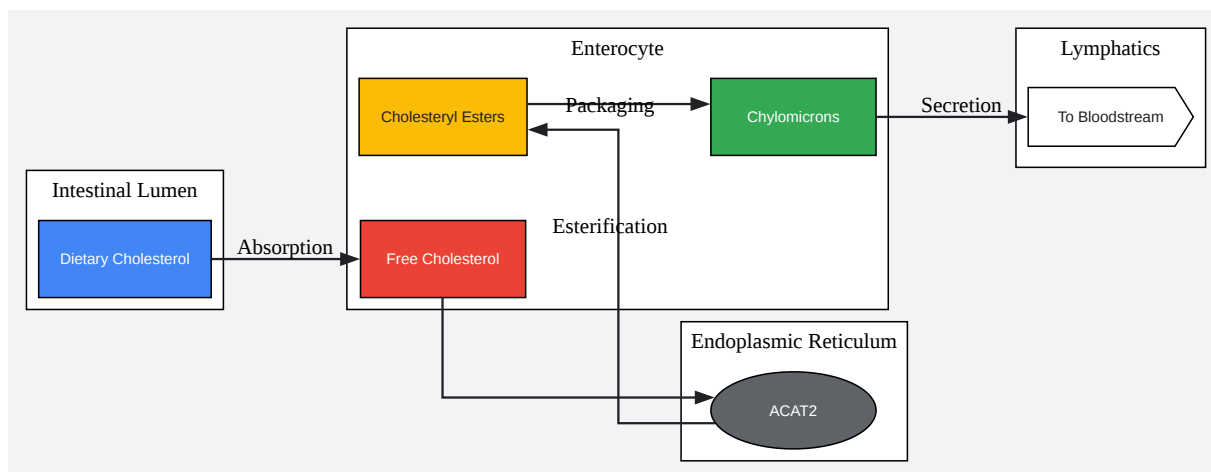 Enterocyte
Lymphatics
Cholesteryl Esters
Packaging
Chylomicrons
Secretion
To Bloodstream
Intestinal Lumen
Dietary Cholesterol
Absorption
Free Cholesterol
Esterification
Endoplasmic Reticulum
ACAT2